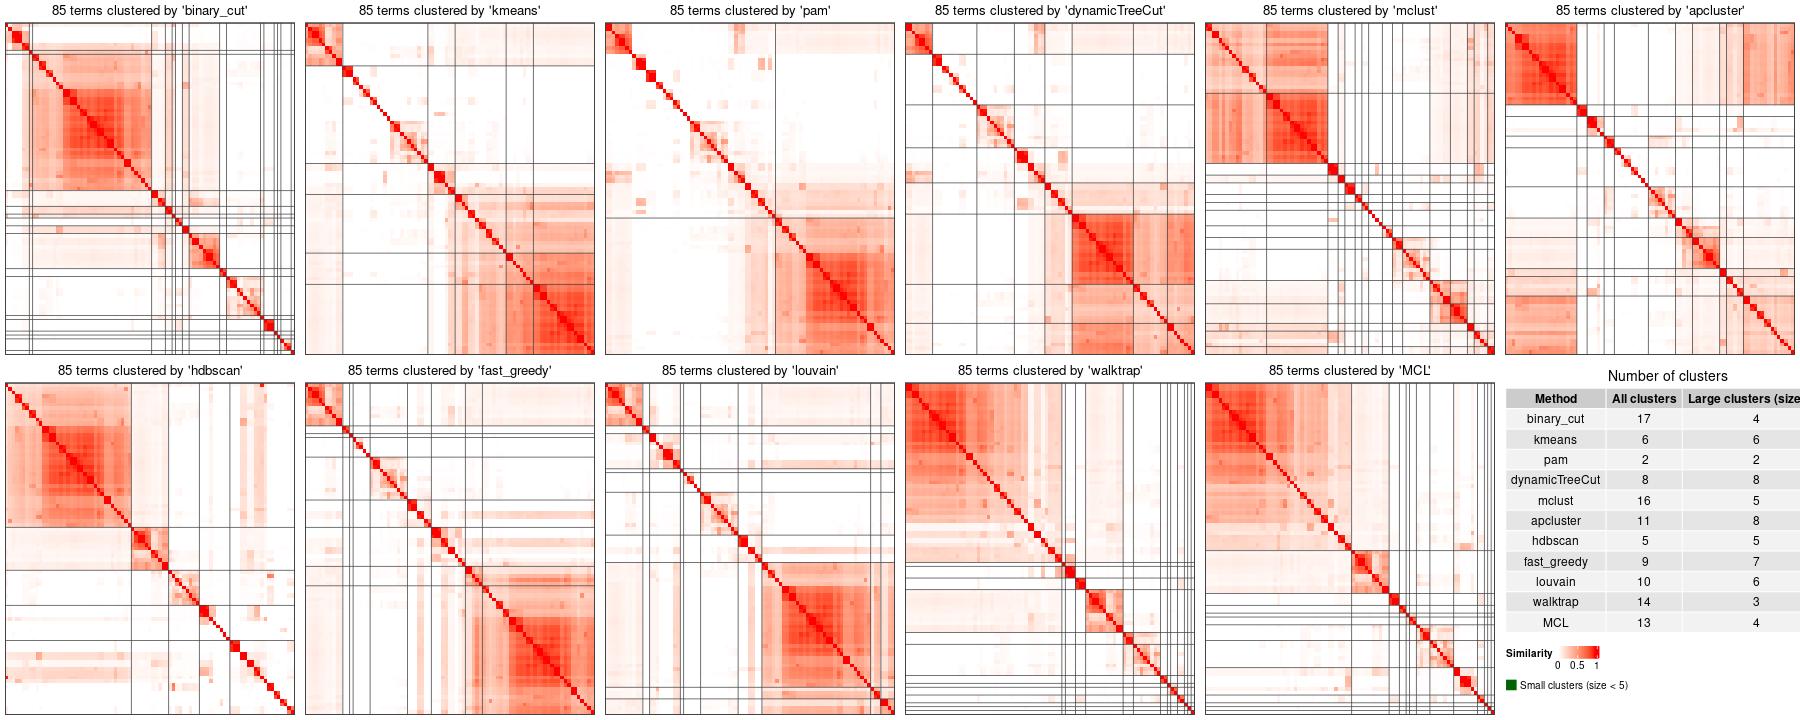 85 terms clustered by 'binary_cut'
85 terms clustered by 'kmeans'
85 terms clustered by 'pam'
85 terms clustered by 'dynamicTreeCut'
85 terms clustered by 'mclust'
85 terms clustered by 'apcluster'
85 terms clustered by 'hdbscan'
85 terms clustered by 'fast_greedy'
85 terms clustered by 'louvain'
85 terms clustered by 'walktrap'
85 terms clustered by 'MCL'
Number of clusters
Method All clusters Large clusters (size
binary_cut 17 4
kmeans 6 6
pam 2 2
dynamicTreeCut 8 8
mclust 16 5
apcluster 11 8
hdbscan 5 5
fast_greedy 9 7
louvain 10 6
walktrap 14 3
MCL 13 4
Similarity
0 0.5 1
Small clusters (size < 5)